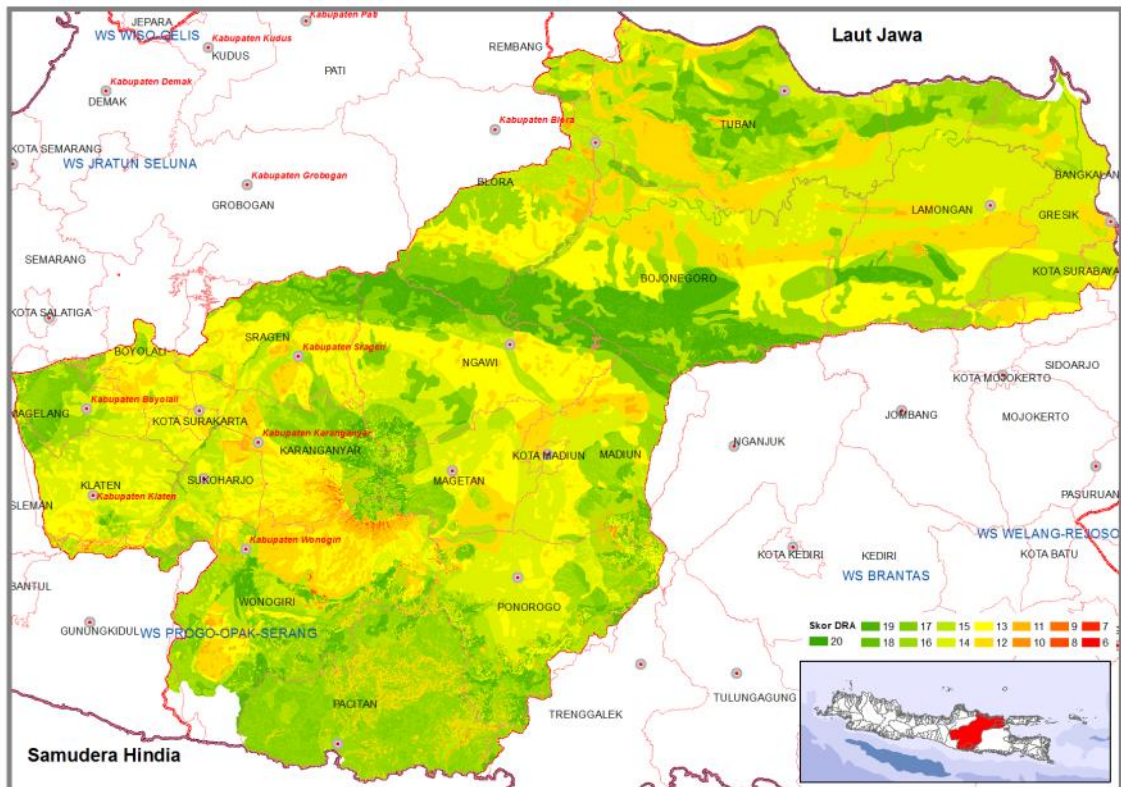 JEPARA
Kabupaten Pati
WS WISO-GELIS
Kabupaten Kudus
KUDUS
REMBANG
Laut Jawa
PATI
Kabupaten Demak
DEMAK
TUBAN
Kabupaten Blora
KOTA SEMARANG
WS JRATUN SELUNA
BANGKALAN
Kabupaten Grobogan
BLORA
GROBOGAN
LAMONGAN
GRESIK
SEMARANG
KOTA SURABAYA
BOJONEGORO
KOTA SALATIGA
SRAGEN
BOYOLALI
Kabupaten Sragen
NGAWI
SIDOARJO
KOTA MOJOKERTO
MAGELANG
Kabupaten Boyolali
KOTA SURAKARTA
JOMBANG
MOJOKERTO
Kabupaten Karanganyar
KARANGANYAR
NGANJUK
KOTA MADIUN
MADIUN
SUKOHARJO
MAGETAN
KLATEN
Kabupaten Klaten
PASURUAN
SLEMAN
WS WELANG-REJOSO
KOTA KEDIRI
KEDIRI
KOTA BATU
Kabupaten Wonogiri
WS BRANTAS
BANTUL
WONOGIRI
PONOROGO
GUNUNGKIDUL
WS PROGO-OPAK-SERANG
Skor DRA
20
19 17 15 13 11 9 7
18 16 14 12 10 8 6
PACITAN
TULUNGAGUNG
TRENGGALEK
Samudera Hindia